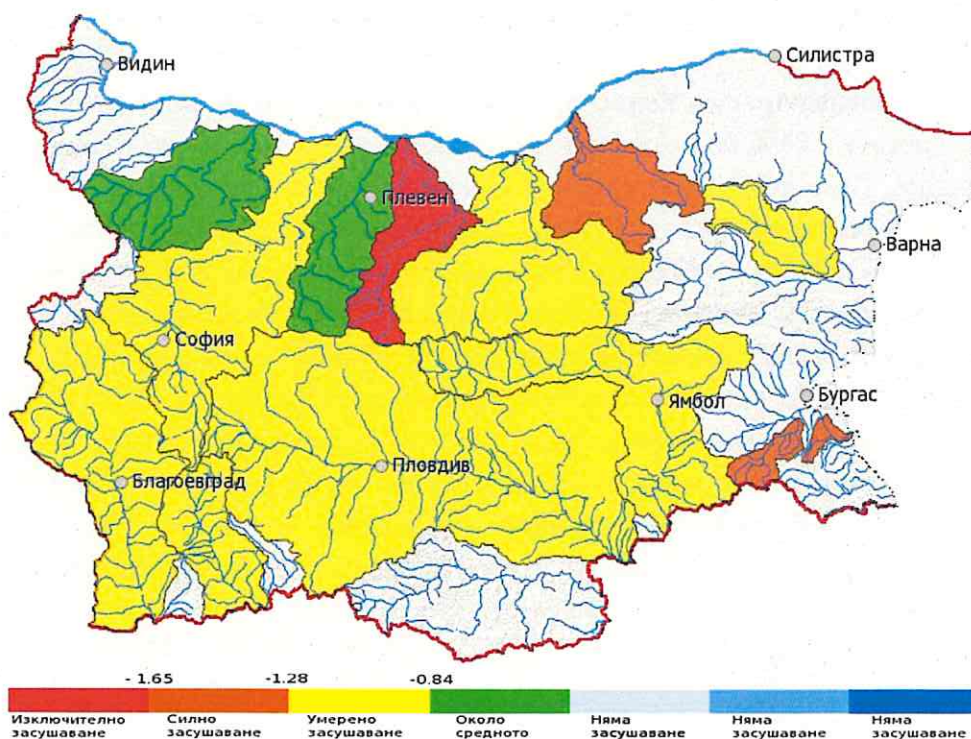 Видин
Силистра
Плевен
Варна
София
Ямбол
Бургас
Пловдив
Благоевград
- 1.65
-1.28
-0.84
Изключително
засушаване
Силно
засушаване
Умерено
засушаване
Около
средното
Няма
засушаване
Няма
засушаване
Няма
засушаване